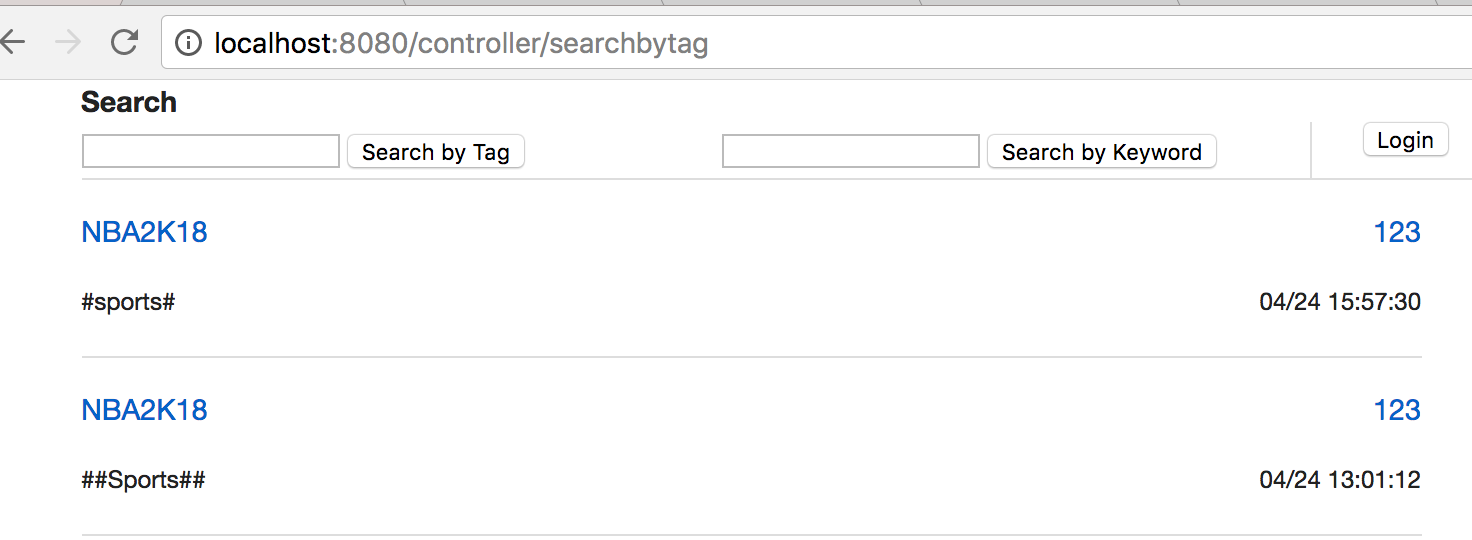 localhost:8080/controller/searchbytag
Search
Search by Tag Search by Keyword Login
NBA2K18 123
#sports# 04/24 15:57:30
NBA2K18 123
##Sports## 04/24 13:01:12